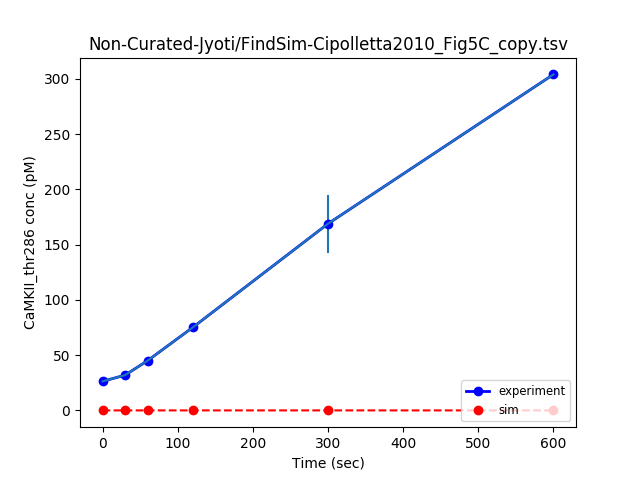 Non-Curated-Jyoti/FindSim-Cipolletta2010_Fig5C_copy.tsv
CaMKII_thr286 conc (pM)
300
250
200
150
100
50
0
experiment
sim
0 100 200 300 400 500 600
Time (sec)